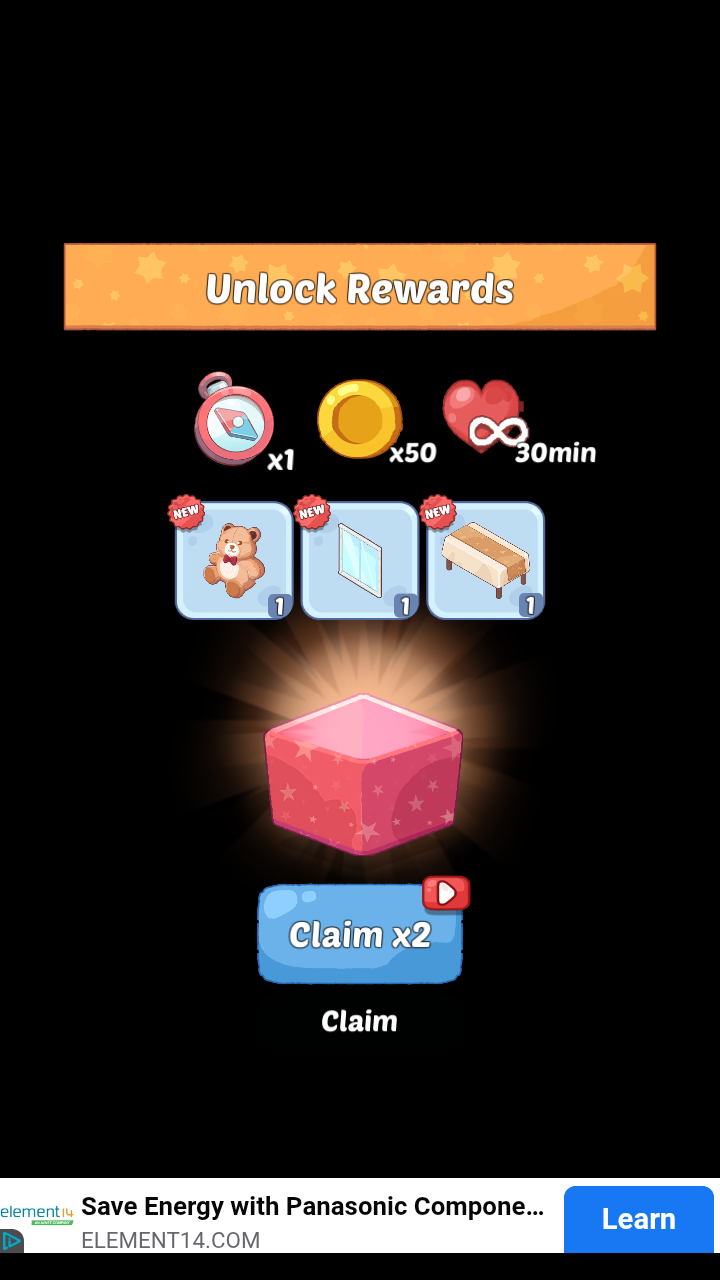 Unlock Rewards
x1
x50
30min
NEW
NEW
NEW
1
1
1
Claim x2
Claim
element14
Save Energy with Panasonic Compone...
ELEMENT14.COM
Learn